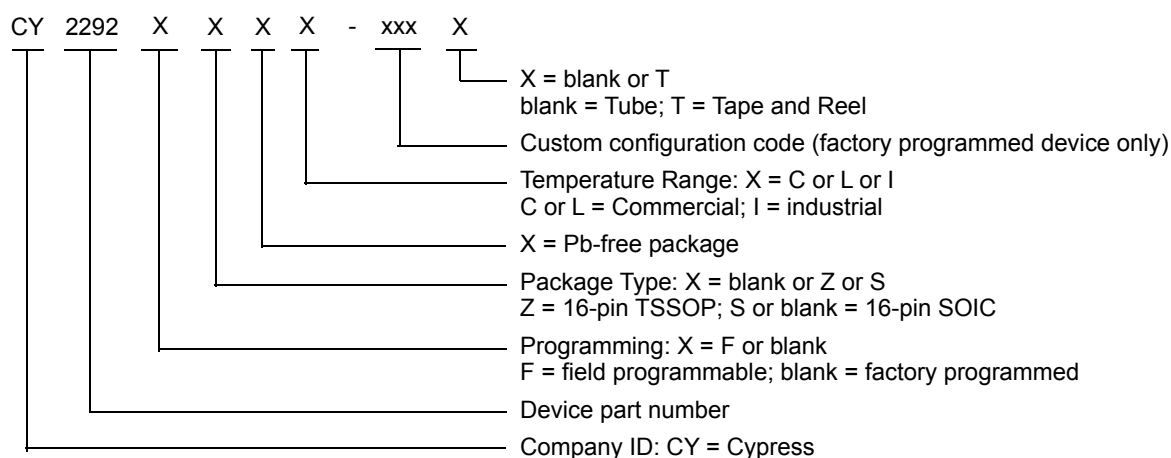 CY 2292 X X X X - xxx X
X = blank or T
blank = Tube; T = Tape and Reel
Custom configuration code (factory programmed device only)
Temperature Range: X = C or L or I
C or L = Commercial; I = industrial
X = Pb-free package
Package Type: X = blank or Z or S
Z = 16-pin TSSOP; S or blank = 16-pin SOIC
Programming: X = F or blank
F = field programmable; blank = factory programmed
Device part number
Company ID: CY = Cypress